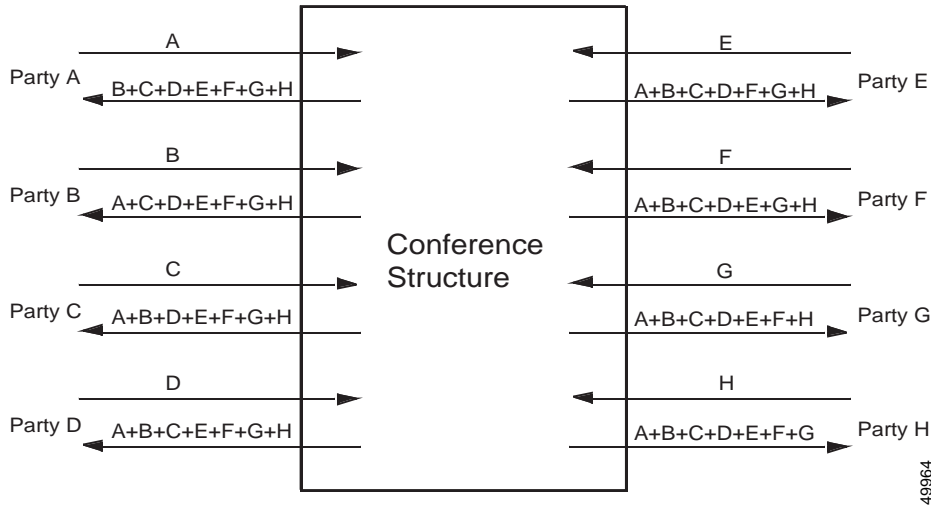 A
Party A
B+C+D+E+F+G+H
B
Party B
A+C+D+E+F+G+H
C
Party C
A+B+D+E+F+G+H
D
Party D
A+B+C+E+F+G+H
Conference
Structure
E
Party E
A+B+C+D+F+G+H
F
Party F
A+B+C+D+E+G+H
G
Party G
A+B+C+D+E+F+H
H
Party H
A+B+C+D+E+F+G
49964